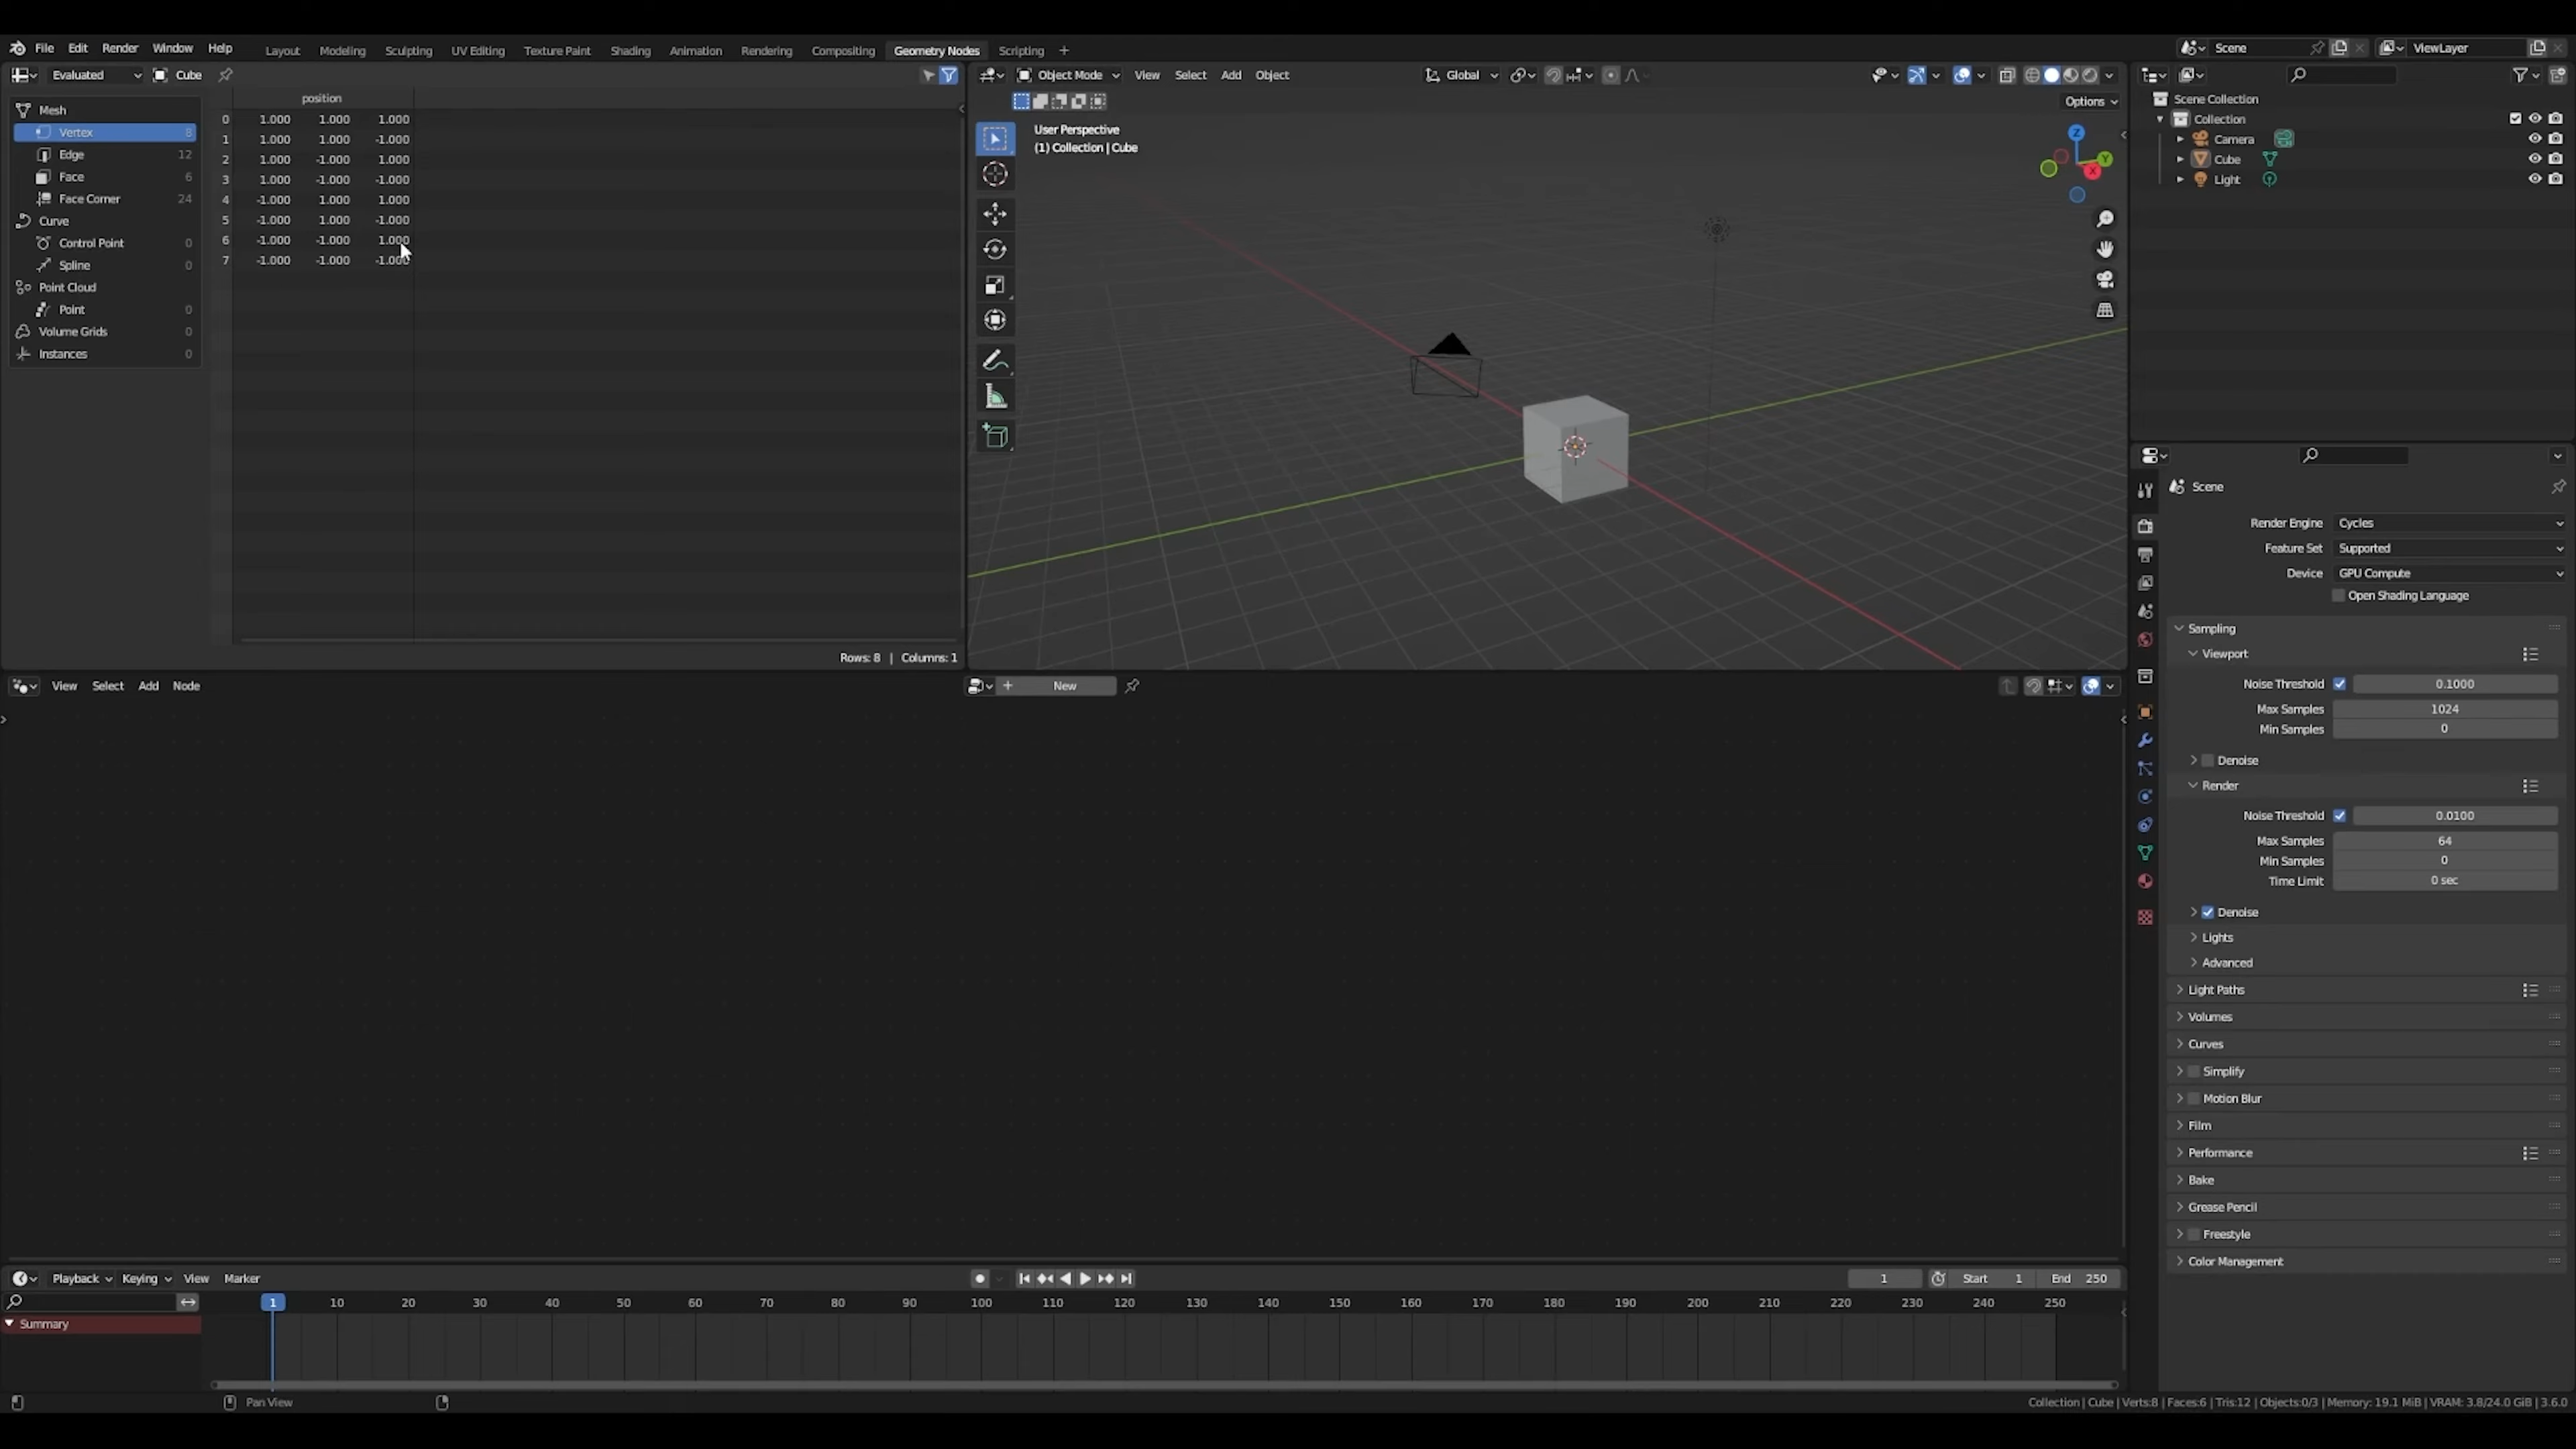 File Edit Render Window Help Layout Modeling Sculpting UV Editing Texture Paint Shading Animation Rendering Compositing Geometry Nodes Scripting + Scene ViewLayer
Evaluated Cube
position
Mesh
Vertex 8
Edge 12
Face 6
Face Corner 24
Curve
Control Point 0
Spline 0
Point Cloud
Point 0
Volume Grids 0
Instances 0
0 1.000 1.000 1.000
1 1.000 1.000 -1.000
2 1.000 -1.000 1.000
3 1.000 -1.000 -1.000
4 -1.000 1.000 1.000
5 -1.000 1.000 -1.000
6 -1.000 -1.000 1.000
7 -1.000 -1.000 -1.000
Rows: 8 | Columns: 1
Object Mode View Select Add Object Global
Options
User Perspective
(1) Collection | Cube
Z
Y
X
Scene Collection
Collection
Camera
Cube
Light
Scene
Render Engine Cycles
Feature Set Supported
Device GPU Compute
Open Shading Language
Sampling
Viewport
Noise Threshold 0.1000
Max Samples 1024
Min Samples 0
Denoise
Render
Noise Threshold 0.0100
Max Samples 64
Min Samples 0
Time Limit 0 sec
Denoise
Lights
Advanced
Light Paths
Volumes
Curves
Simplify
Motion Blur
Film
Performance
Bake
Grease Pencil
Freestyle
Color Management
View Select Add Node + New
Playback Keying View Marker 1 Start 1 End 250
1 10 20 30 40 50 60 70 80 90 100 110 120 130 140 150 160 170 180 190 200 210 220 230 240 250
Summary
Pan View
Collection | Cube | Verts:8 | Faces:6 | Tris:12 | Objects:0/3 | Memory: 19.1 MiB | VRAM: 3.8/24.0 GiB | 3.6.0